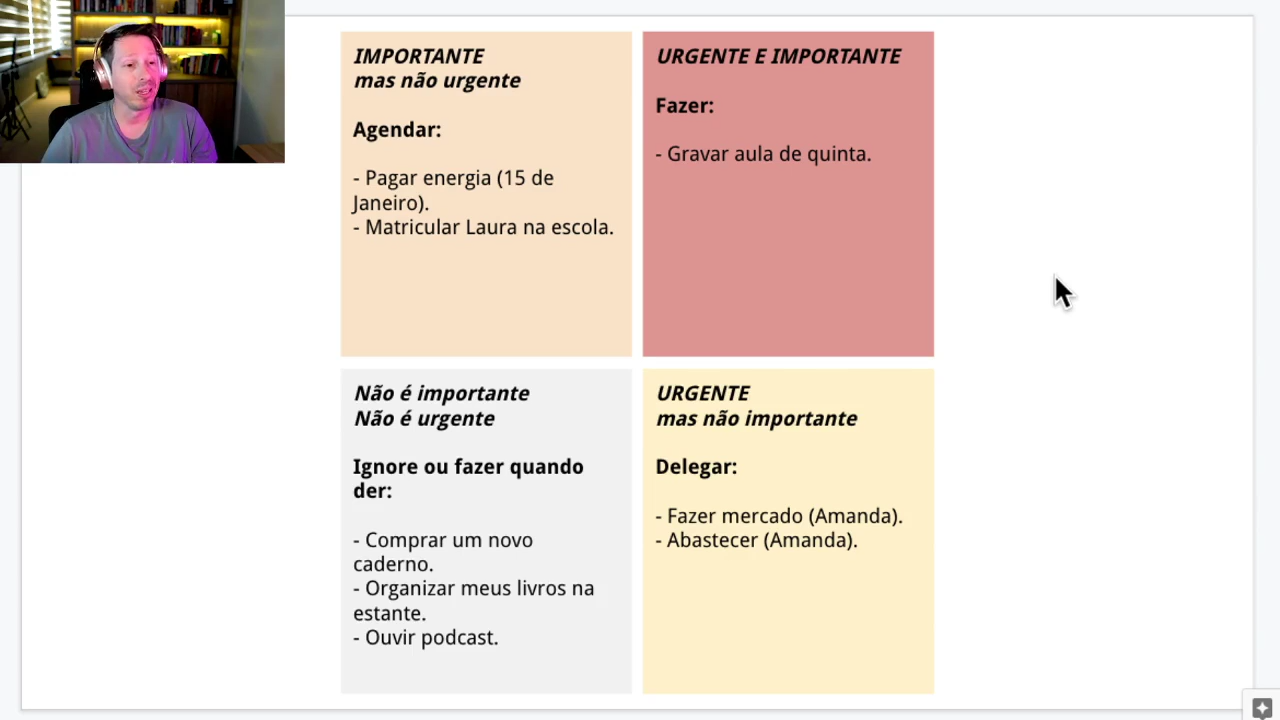 IMPORTANTE
mas não urgente
Agendar:
- Pagar energia (15 de
Janeiro).
- Matricular Laura na escola.
URGENTE E IMPORTANTE
Fazer:
- Gravar aula de quinta.
Não é importante
Não é urgente
Ignore ou fazer quando
der:
- Comprar um novo
caderno.
- Organizar meus livros na
estante.
- Ouvir podcast.
URGENTE
mas não importante
Delegar:
- Fazer mercado (Amanda).
- Abastecer (Amanda).